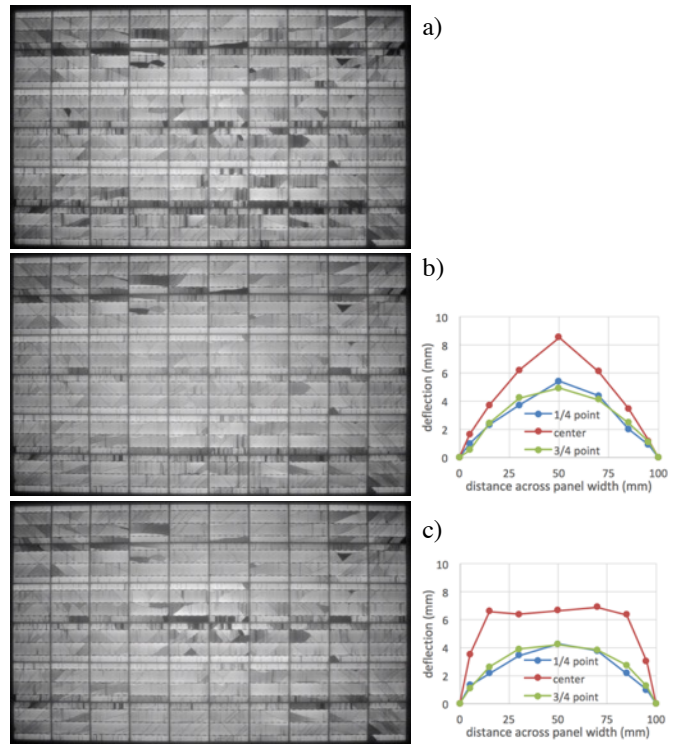 a)
b)
10
8
6
4
2
0
deflection (mm)
1/4 point
center
3/4 point
0 25 50 75 100
distance across panel width (mm)
c)
10
8
6
4
2
0
deflection (mm)
1/4 point
center
3/4 point
0 25 50 75 100
distance across panel width (mm)